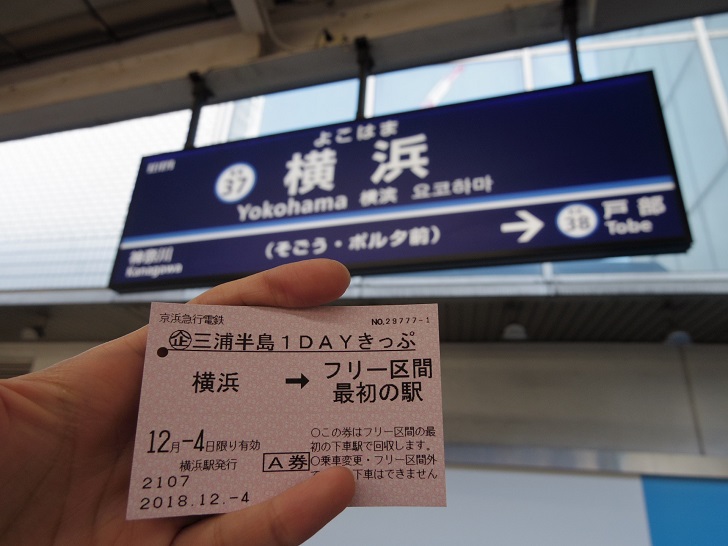 よこはま
37
横浜
Yokohama 横滨 요코하마
神奈川
Kanagawa
(そごう・ポルタ前)
→
38
戸部
Tobe
京浜急行電鉄
NO.29777-1
企三浦半島1DAYきっぷ
横浜 → フリー区間
最初の駅
12月-4日限り有効
横浜駅発行
A券
2107
2018.12.-4
○この券はフリー区間の最
初の下車駅で回収します。
○乗車変更・フリー区間外
下車はできません